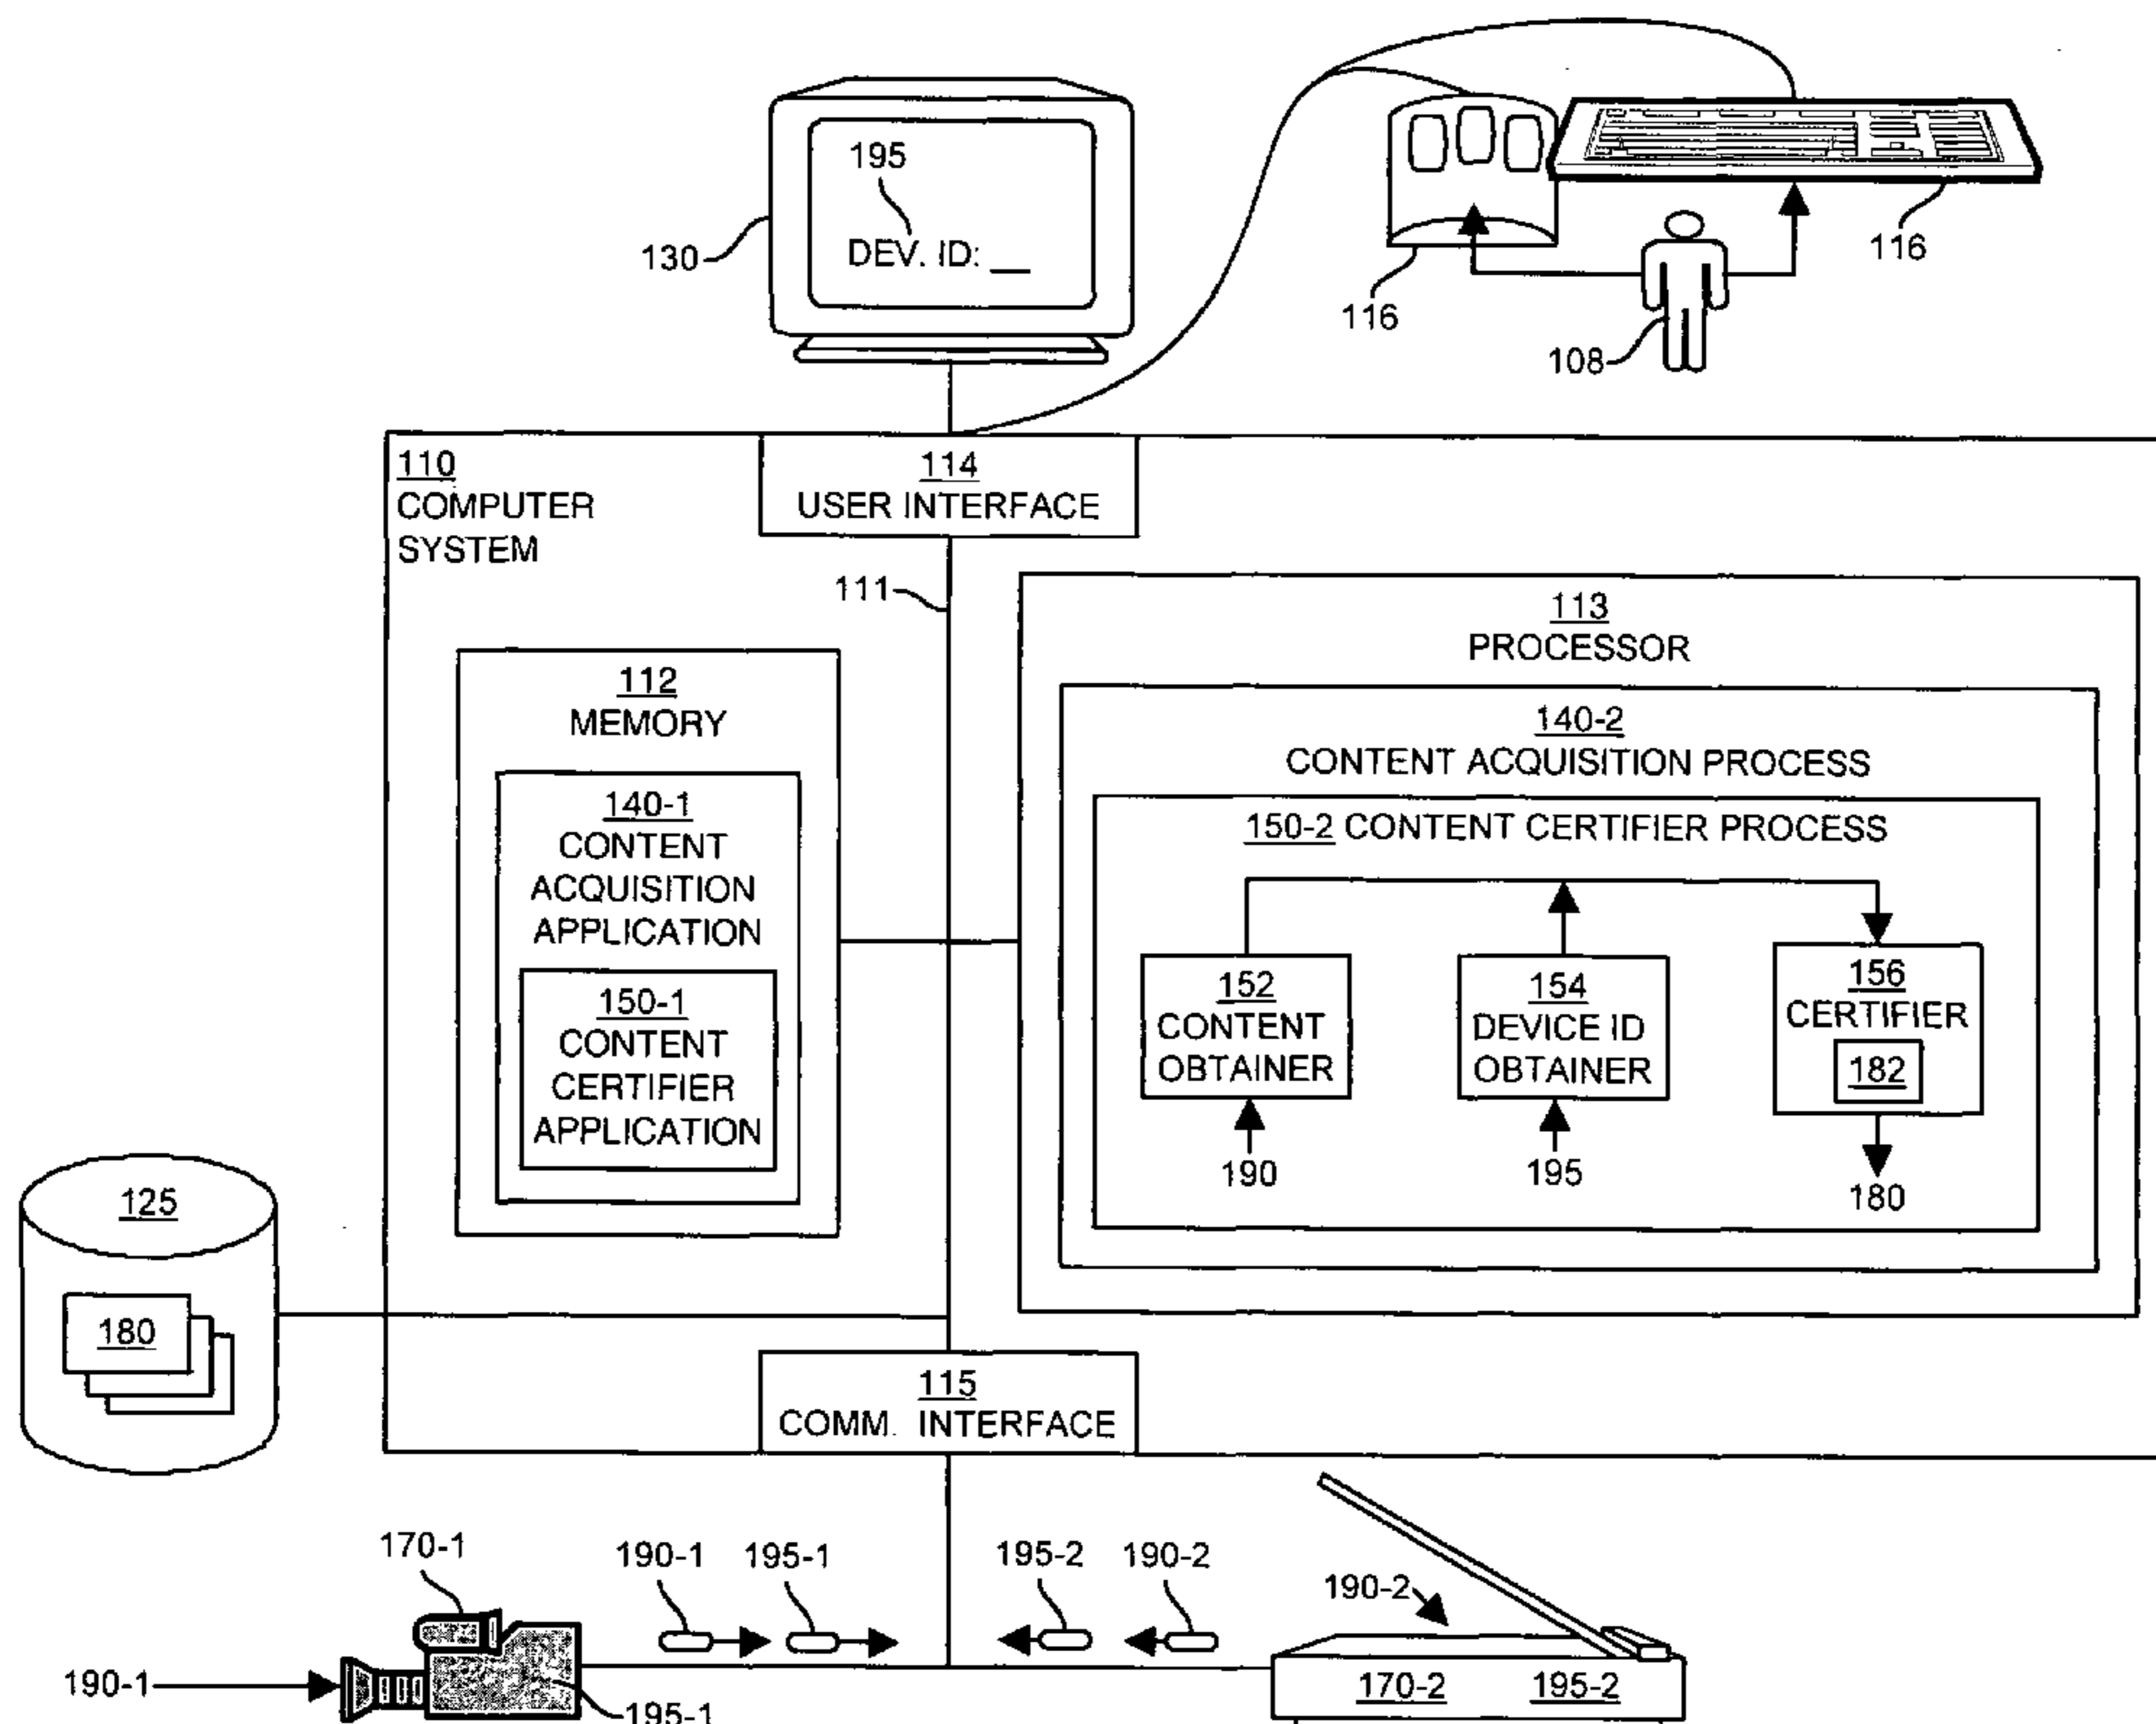 195
DEV. ID: __
130
116
116
108
110
COMPUTER
SYSTEM
114
USER INTERFACE
111
113
PROCESSOR
112
MEMORY
140-2
CONTENT ACQUISITION PROCESS
140-1
CONTENT
ACQUISITION
APPLICATION
150-2 CONTENT CERTIFIER PROCESS
150-1
CONTENT
CERTIFIER
APPLICATION
152
CONTENT
OBTAINER
154
DEVICE ID
OBTAINER
156
CERTIFIER
182
190
195
180
125
180
115
COMM. INTERFACE
170-1
190-1
195-1
195-2
190-2
190-2
190-1
195-1
170-2
195-2